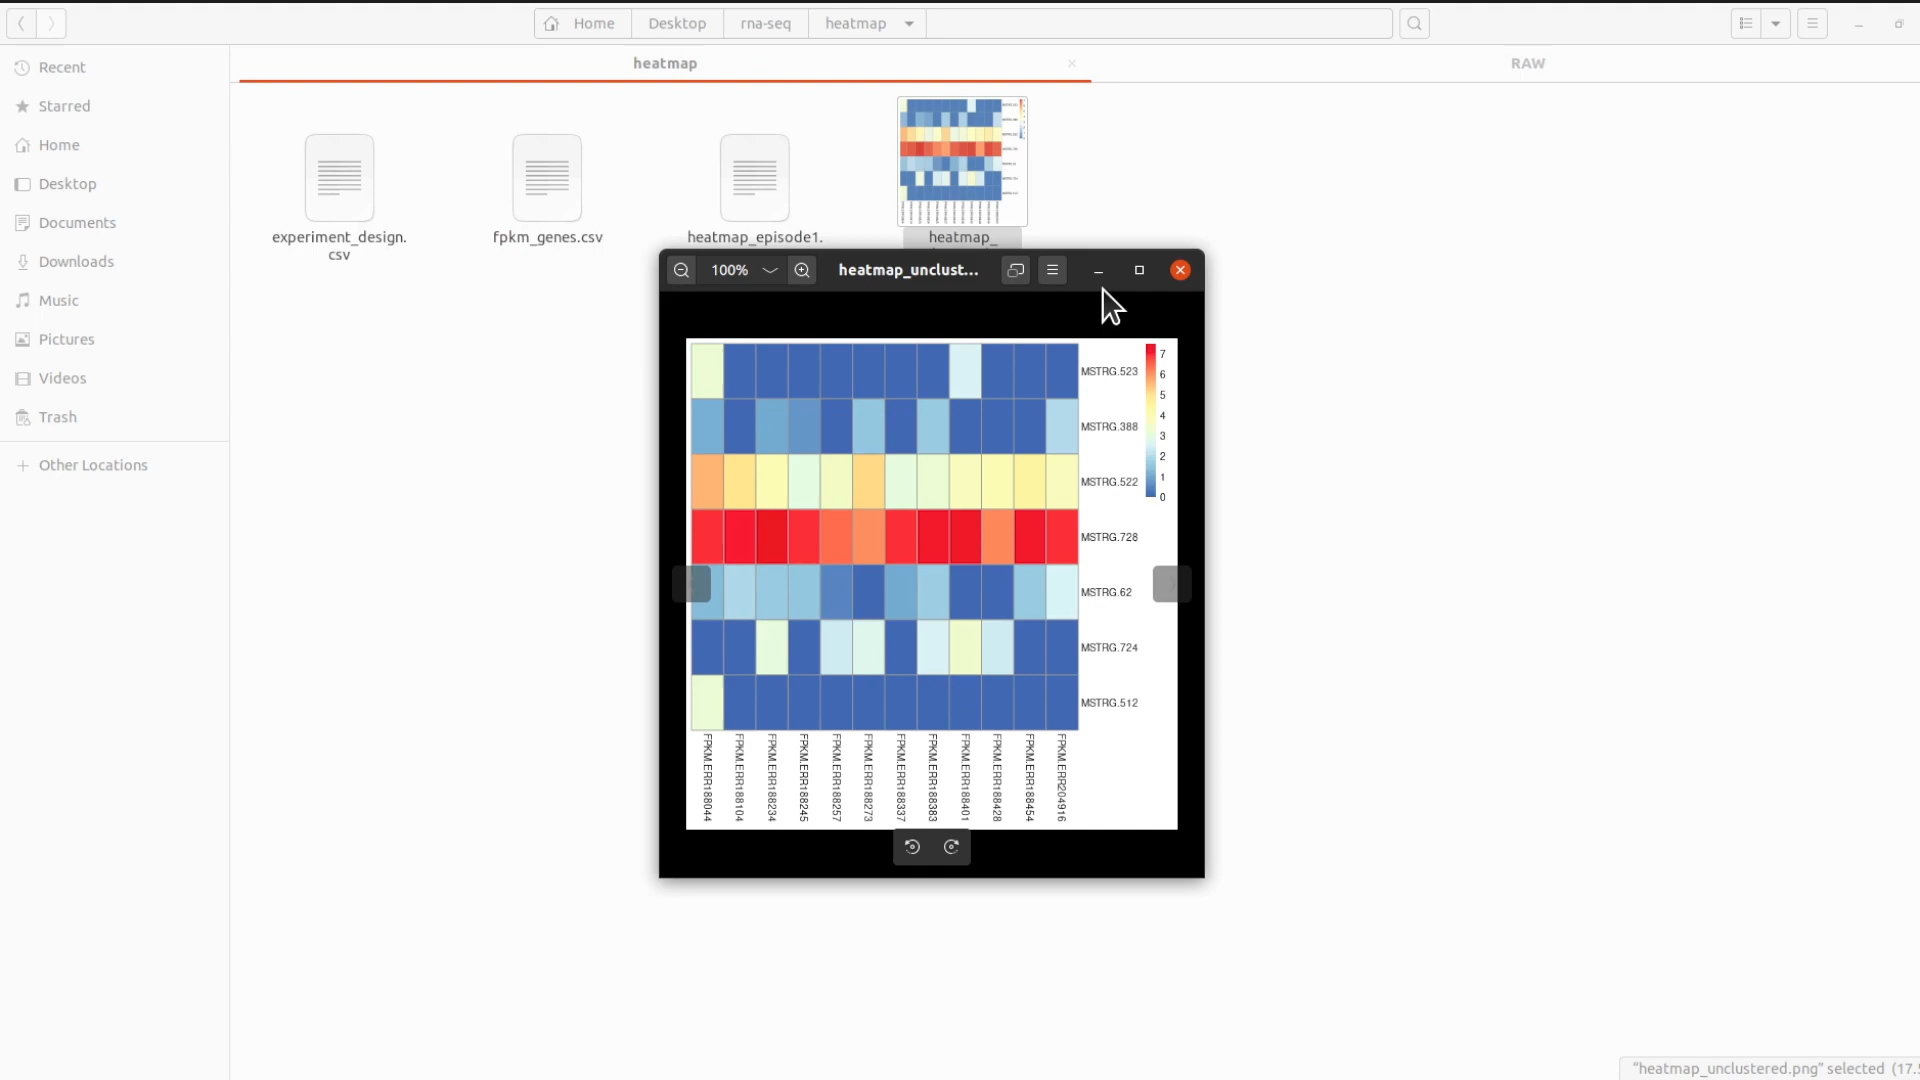 Home
Desktop
rna-seq
heatmap
heatmap
RAW
Recent
Starred
Home
Desktop
Documents
Downloads
Music
Pictures
Videos
Trash
Other Locations
experiment_design.
csv
fpkm_genes.csv
heatmap_episode1.
heatmap_
100%
heatmap_unclust...
MSTRG.523
MSTRG.388
MSTRG.522
MSTRG.728
MSTRG.62
MSTRG.724
MSTRG.512
7
6
5
4
3
2
1
0
FPKM.ERR188044
FPKM.ERR188104
FPKM.ERR188234
FPKM.ERR188245
FPKM.ERR188257
FPKM.ERR188273
FPKM.ERR188337
FPKM.ERR188383
FPKM.ERR188401
FPKM.ERR188428
FPKM.ERR188454
FPKM.ERR204916
"heatmap_unclustered.png" selected (17.